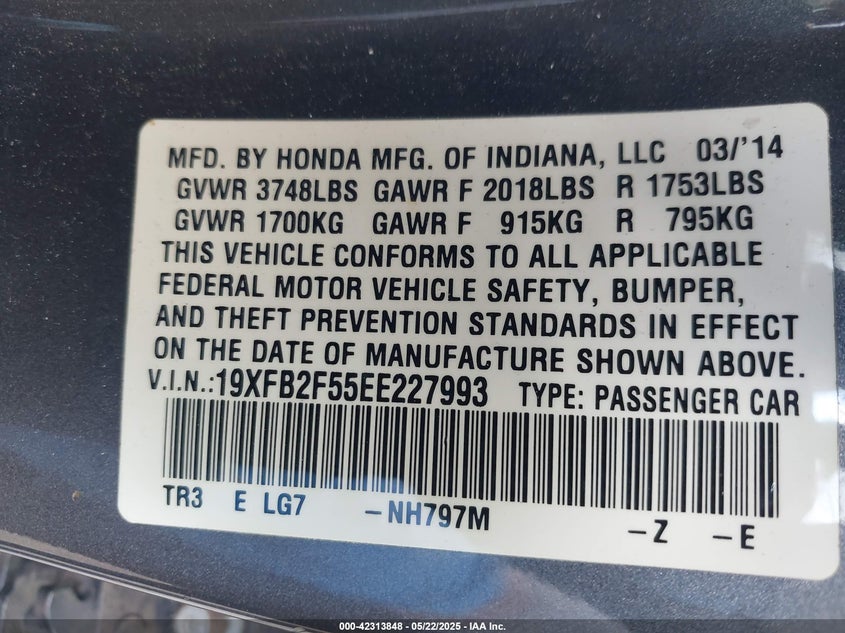 MFD. BY HONDA MFG. OF INDIANA, LLC 03/'14
GVWR 3748LBS GAWR F 2018LBS R 1753LBS
GVWR 1700KG GAWR F 915KG R 795KG
THIS VEHICLE CONFORMS TO ALL APPLICABLE
FEDERAL MOTOR VEHICLE SAFETY, BUMPER,
AND THEFT PREVENTION STANDARDS IN EFFECT
ON THE DATE OF MANUFACTURE SHOWN ABOVE.
V.I.N.:19XFB2F55EE227993 TYPE: PASSENGER CAR
TR3 E LG7 -NH797M -Z -E
000-42313848 - 05/22/2025 - IAA Inc.